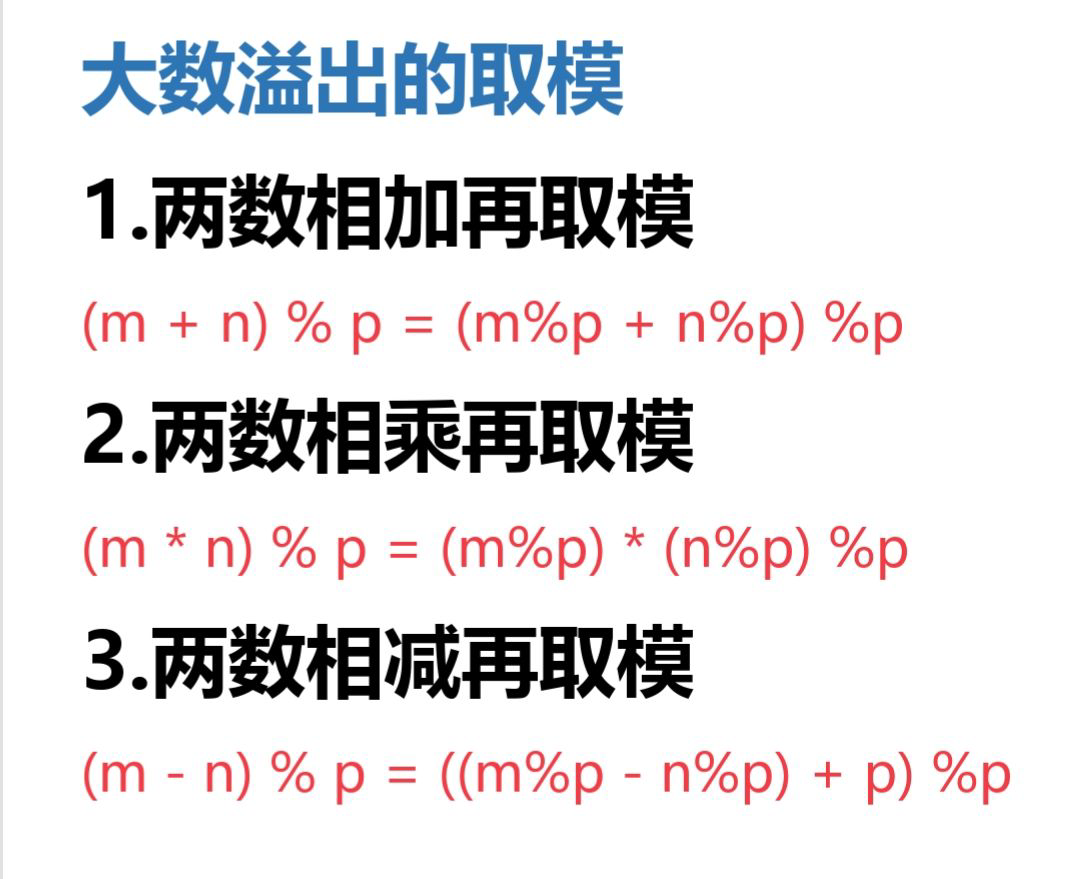 大数溢出的取模
1.两数相加再取模
(m + n) % p = (m%p + n%p) %p
2.两数相乘再取模
(m * n) % p = (m%p) * (n%p) %p
3.两数相减再取模
(m - n) % p = ((m%p - n%p) + p) %p